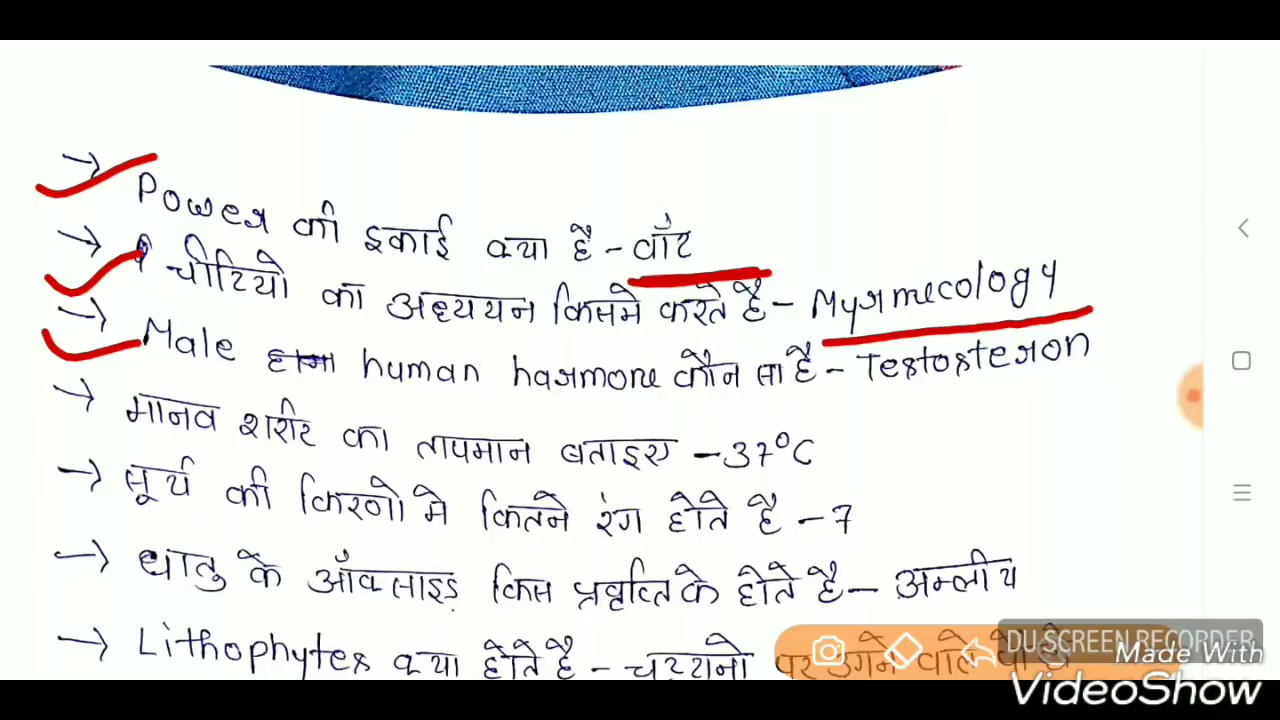 → Power की इकाई क्या है - वॉट
→ चीटियो का अध्ययन किसमे करते है - Myrmecology
→ Male human harmone कौन सा है - Testosteron
→ मानव शरीर का तापमान बताइए - 37°C
→ सूर्य की किरणो मे कितने रंग होते है - 7
→ धातु के ऑक्साइड किस प्रवृत्ति के होते है - अम्लीय
→ Lithophytes क्या होते है - चट्टानो पर उगने वाले
DU SCREEN RECORDER
Made With
VideoShow